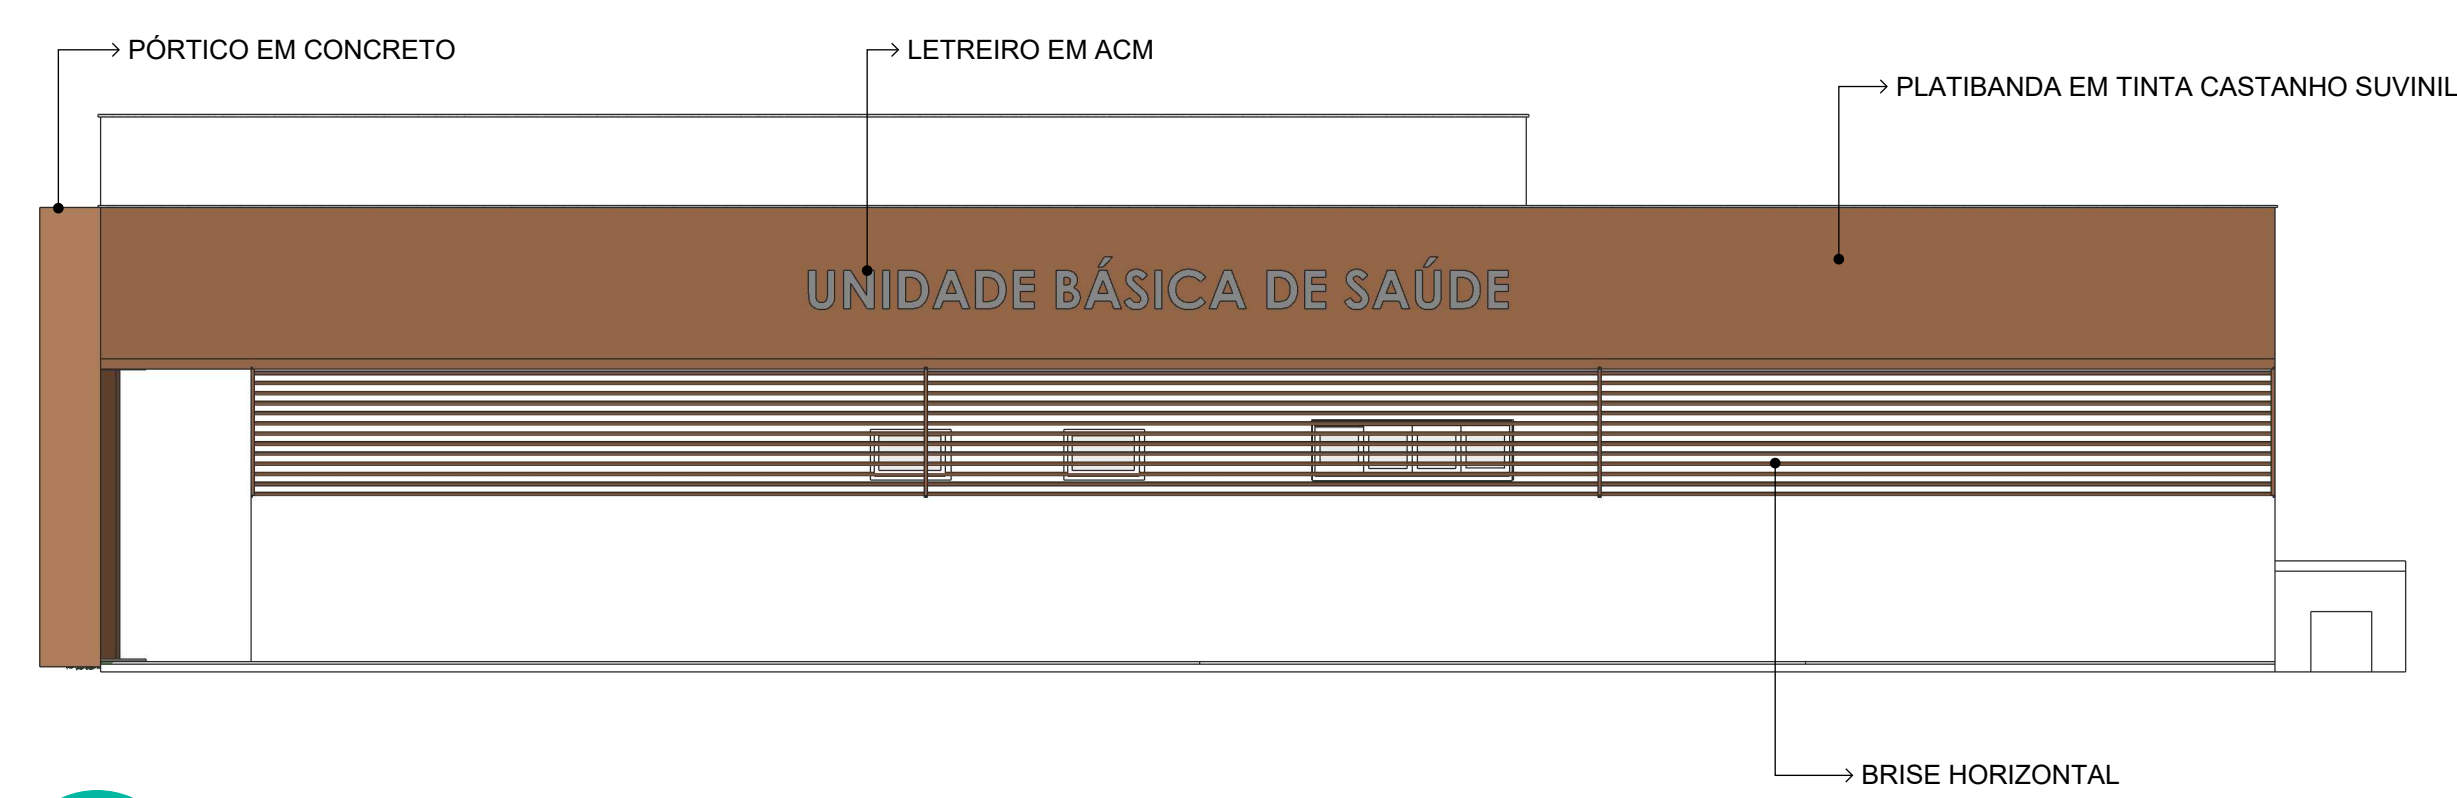 PÓRTICO EM CONCRETO
LETREIRO EM ACM
PLATIBANDA EM TINTA CASTANHO SUVINIL
UNIDADE BÁSICA DE SAÚDE
BRISE HORIZONTAL